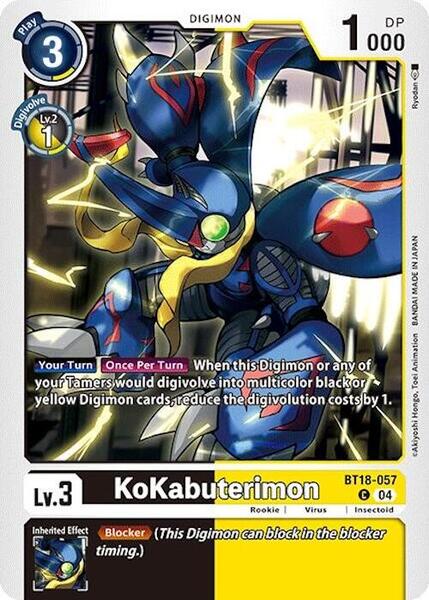 DIGIMON
Play
3
DP
1000
Digivolve
Lv.2
1
Ryodan
©Akiyoshi Hongo, Toei Animation BANDAI MADE IN JAPAN
Your Turn Once Per Turn When this Digimon or any of
your Tamers would digivolve into multicolor black or
yellow Digimon cards, reduce the digivolution costs by 1.
Lv.3
KoKabuterimon
BT18-057
C 04
Rookie Virus Insectoid
Inherited Effect
Blocker (This Digimon can block in the blocker
timing.)